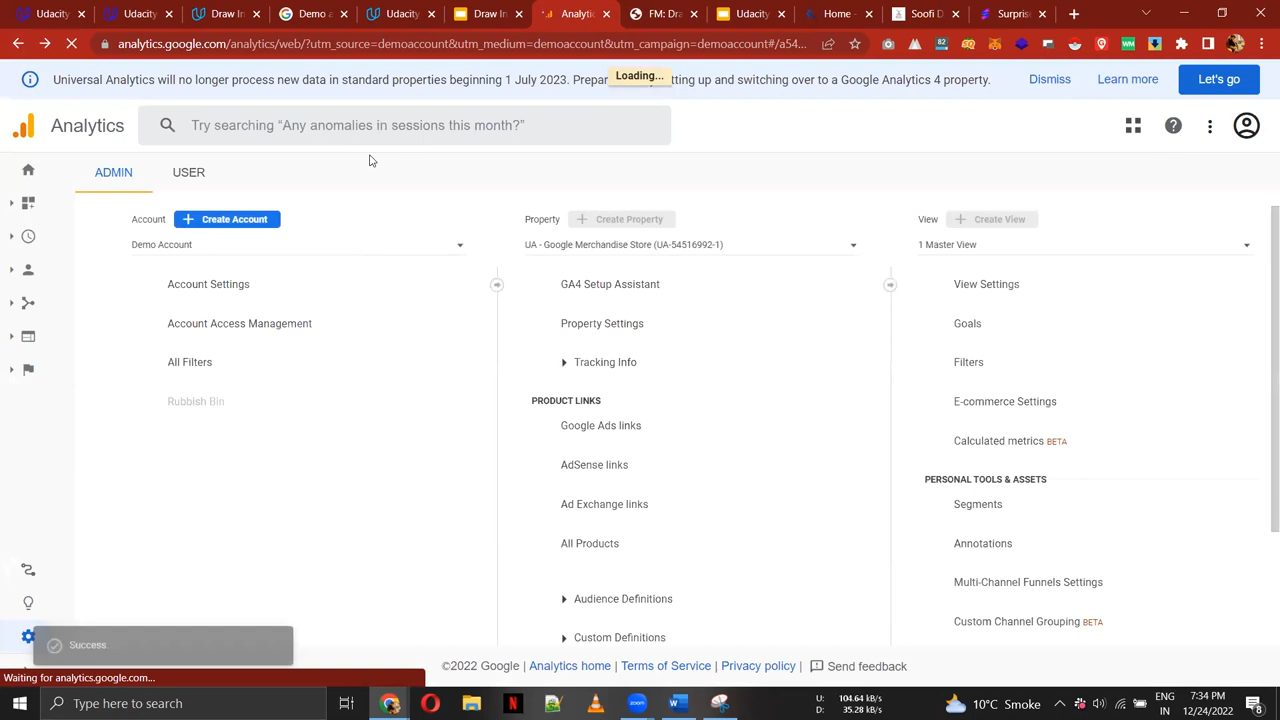 Udacity
Udacity
Draw In
Demo a
Udacity
Draw In
Analytic
FM: Dra
Udacity
Home -
Soofi D
Surprise
analytics.google.com/analytics/web/?utm_source=demoaccount&utm_medium=demoaccount&utm_campaign=demoaccount#/a54...
Universal Analytics will no longer process new data in standard properties beginning 1 July 2023. Prepar
Loading...
tting up and switching over to a Google Analytics 4 property.
Dismiss
Learn more
Let's go
Analytics
Try searching “Any anomalies in sessions this month?”
ADMIN
USER
Account
Create Account
Property
Create Property
View
Create View
Demo Account
UA - Google Merchandise Store (UA-54516992-1)
1 Master View
Account Settings
GA4 Setup Assistant
View Settings
Account Access Management
Property Settings
Goals
All Filters
Tracking Info
Filters
Rubbish Bin
PRODUCT LINKS
E-commerce Settings
Google Ads links
Calculated metrics BETA
AdSense links
PERSONAL TOOLS & ASSETS
Ad Exchange links
Segments
All Products
Annotations
Multi-Channel Funnels Settings
Audience Definitions
Custom Channel Grouping BETA
Custom Definitions
Success.
©2022 Google | Analytics home | Terms of Service | Privacy policy | Send feedback
Waiting for analytics.google.com...
Type here to search
U: 104.64 kB/s
D: 35.28 kB/s
10°C Smoke
ENG
IN
7:34 PM
12/24/2022
8